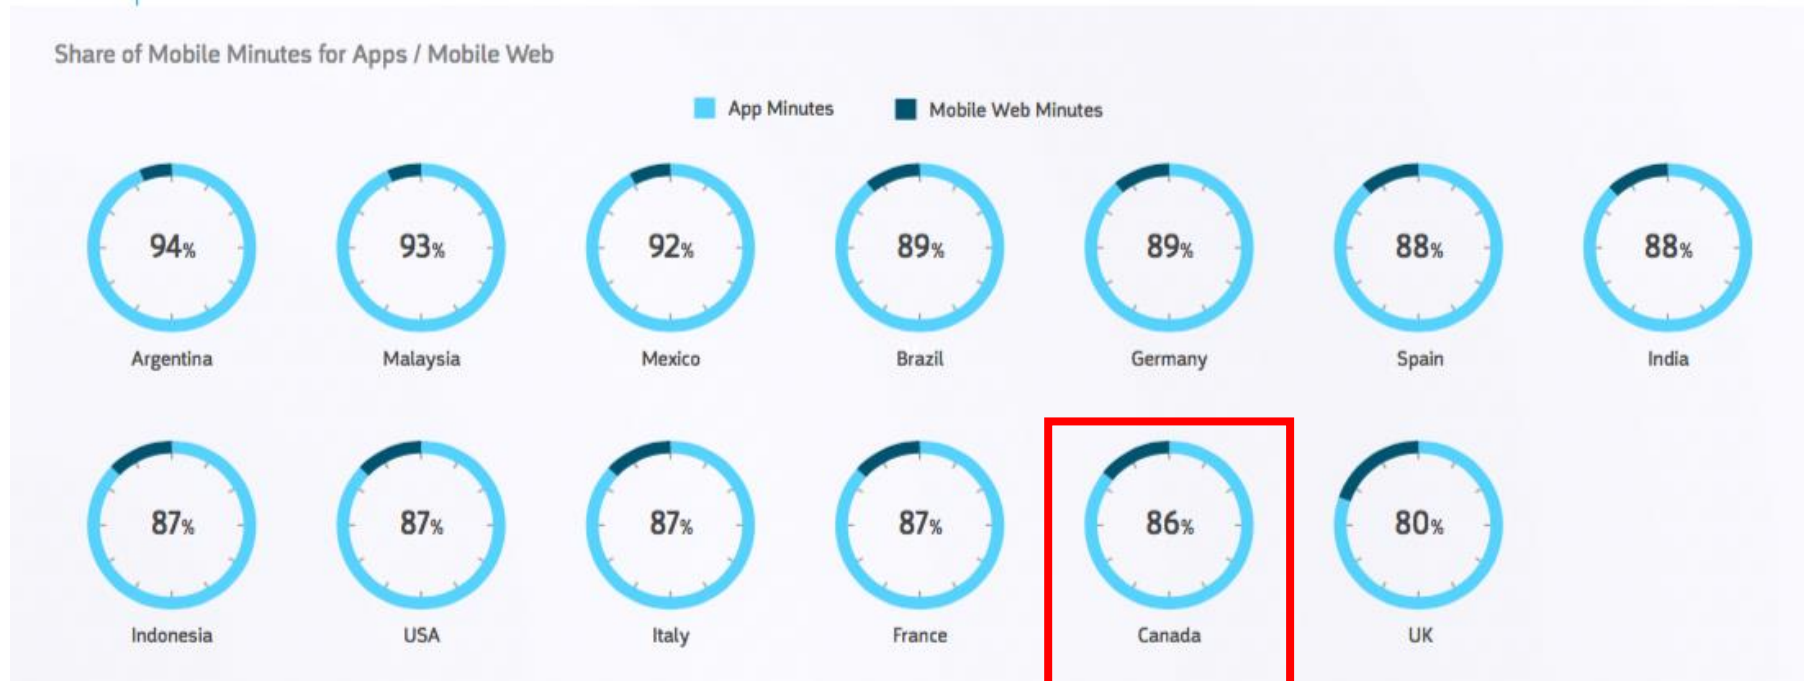 Share of Mobile Minutes for Apps / Mobile Web
App Minutes Mobile Web Minutes
94% 93% 92% 89% 89% 88% 88%
Argentina Malaysia Mexico Brazil Germany Spain India
87% 87% 87% 87% 86% 80%
Indonesia USA Italy France Canada UK